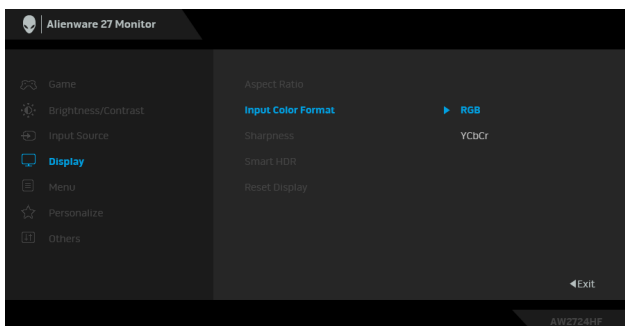 Alienware 27 Monitor
Game
Brightness/Contrast
Input Source
Display
Menu
Personalize
Others
Aspect Ratio
Input Color Format
RGB
Sharpness
YCbCr
Smart HDR
Reset Display
Exit
AW2724HF